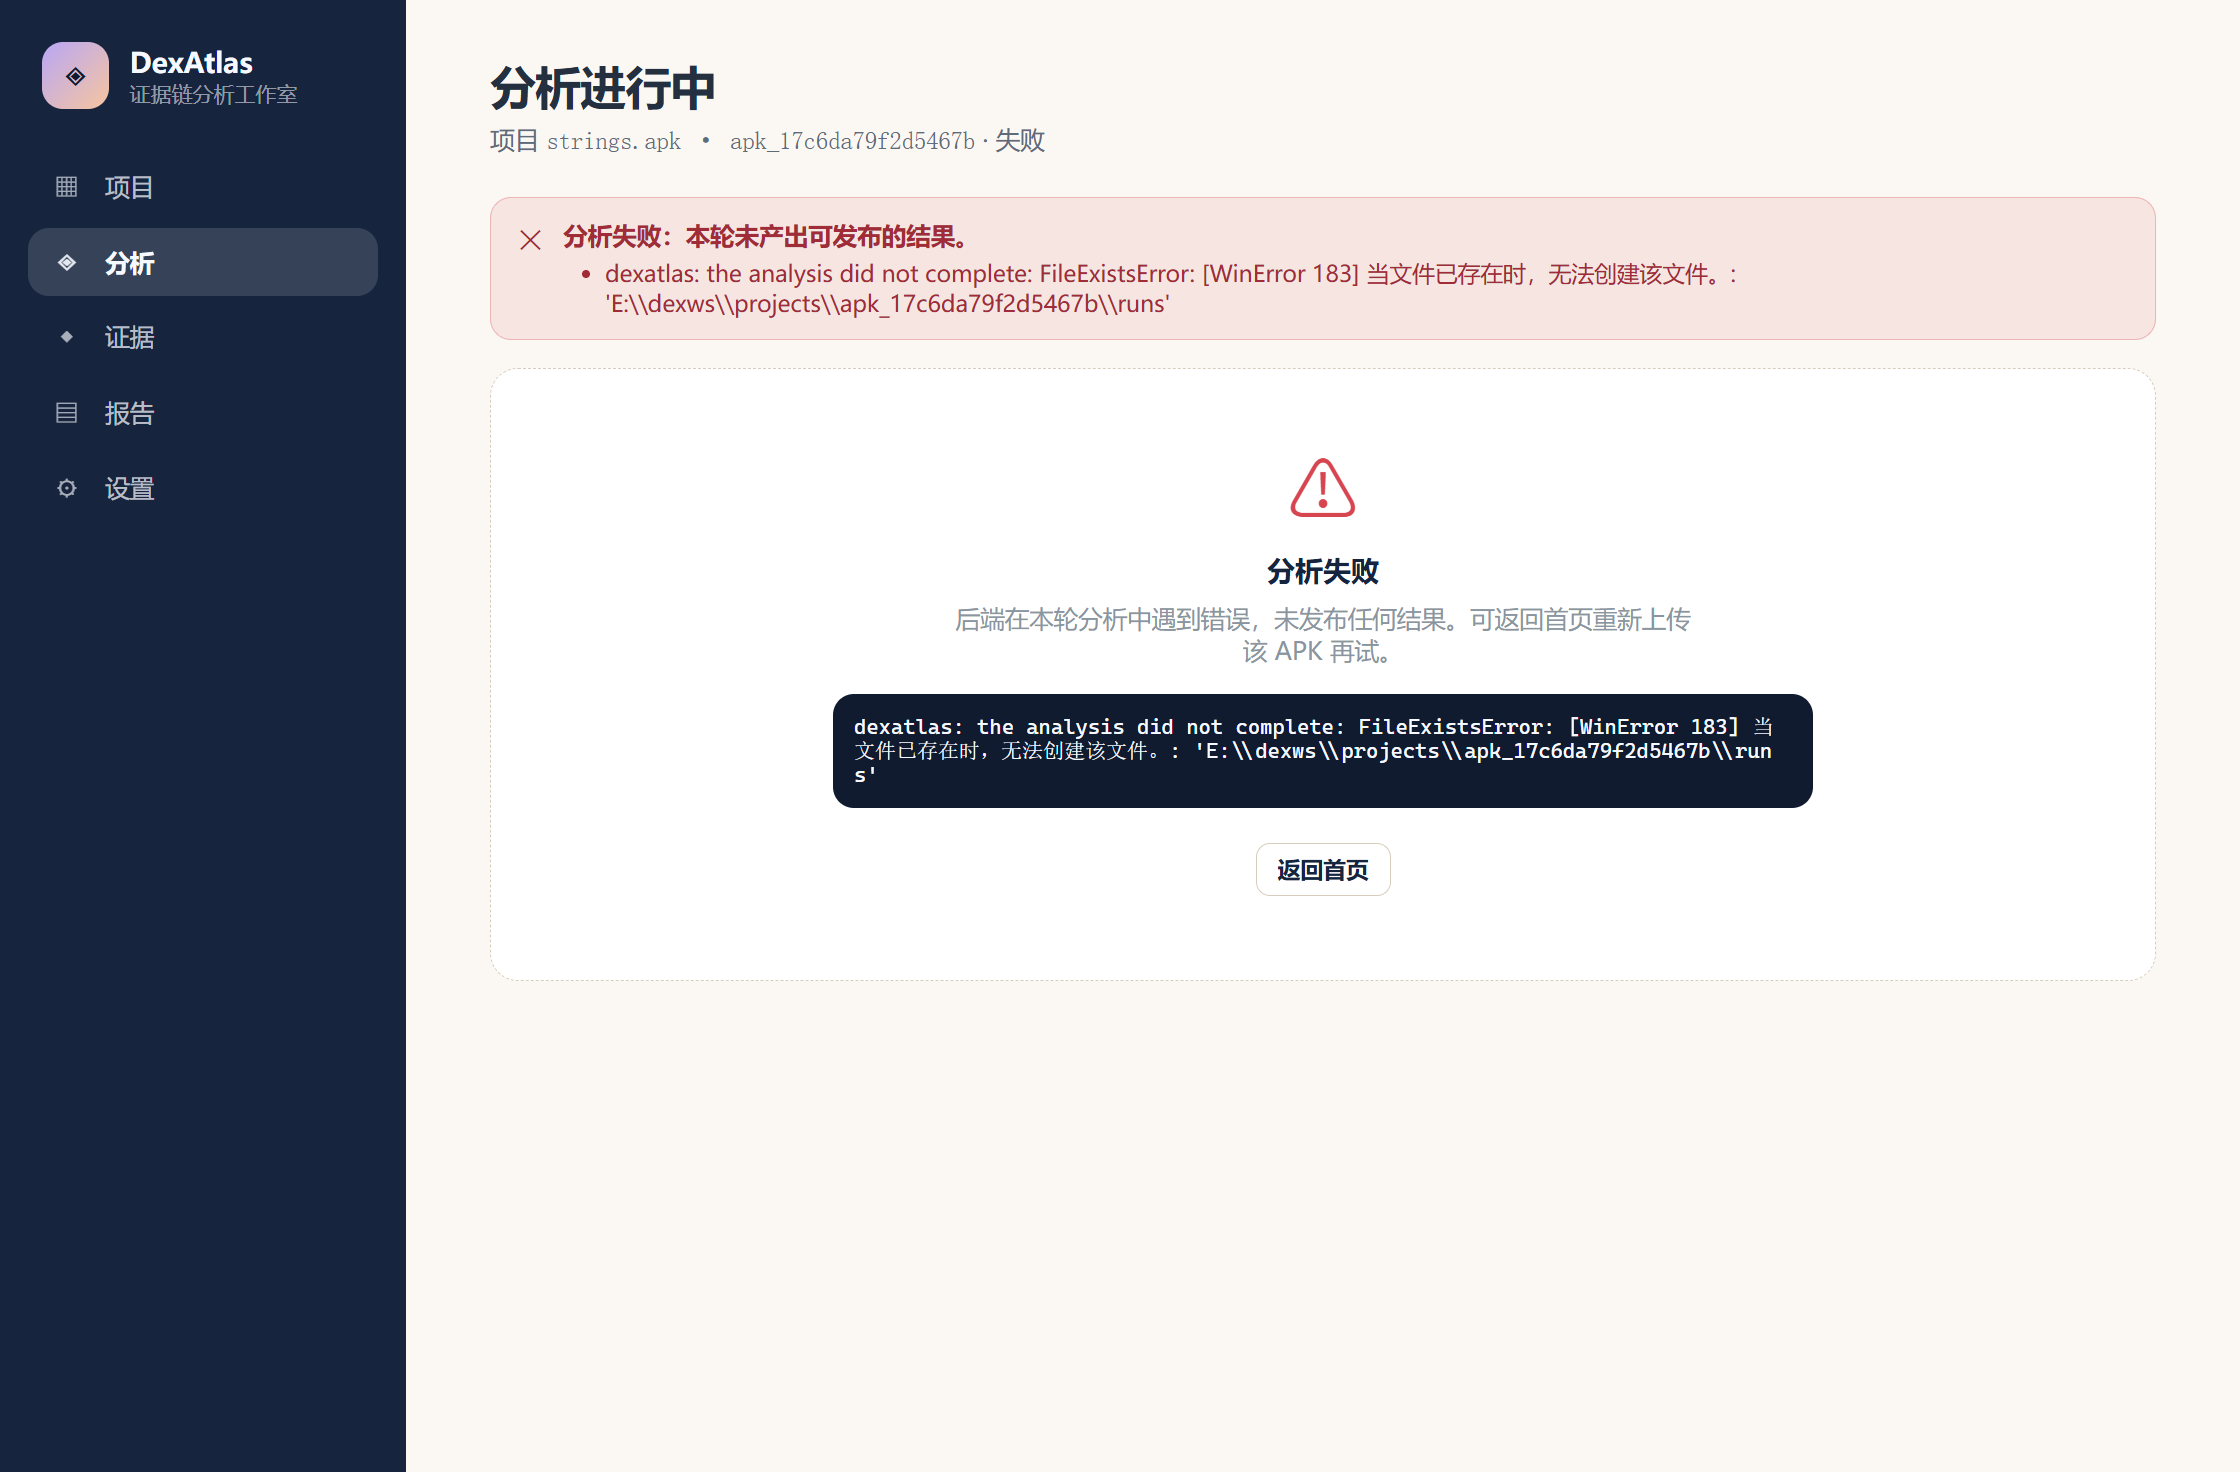 DexAtlas
证据链分析工作室
项目
分析
证据
报告
设置
分析进行中
项目 strings.apk • apk_17c6da79f2d5467b · 失败
分析失败：本轮未产出可发布的结果。
dexatlas: the analysis did not complete: FileExistsError: [WinError 183] 当文件已存在时，无法创建该文件。:
'E:\\dexws\\projects\\apk_17c6da79f2d5467b\\runs'
分析失败
后端在本轮分析中遇到错误，未发布任何结果。可返回首页重新上传
该 APK 再试。
dexatlas: the analysis did not complete: FileExistsError: [WinError 183] 当
文件已存在时，无法创建该文件。: 'E:\\dexws\\projects\\apk_17c6da79f2d5467b\\run
s'
返回首页